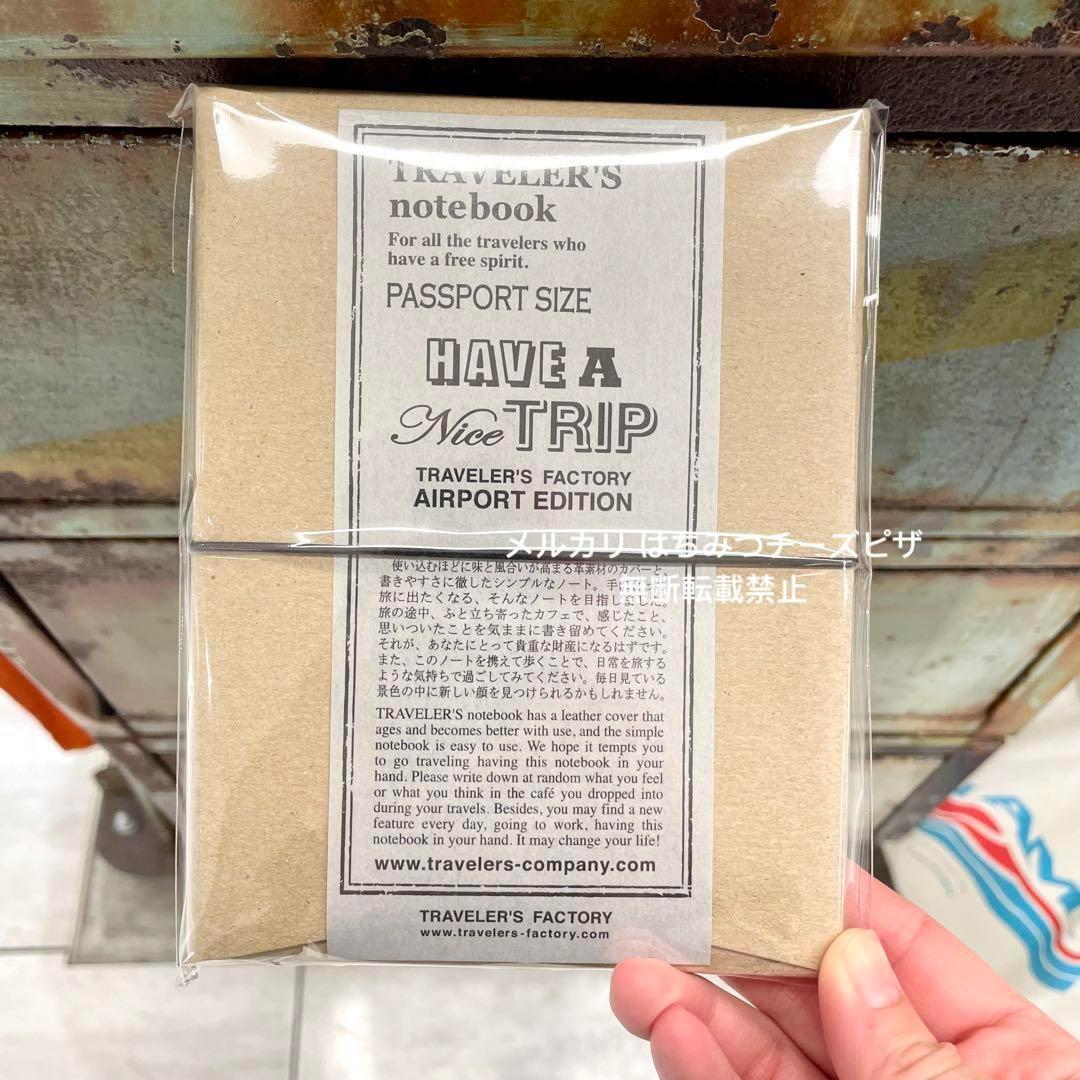 TRAVELER'S
notebook
For all the travelers who
have a free spirit.
PASSPORT SIZE
HAVE A
Nice TRIP
TRAVELER'S FACTORY
AIRPORT EDITION
メルカリ はちみつチーズピザ
無断転載禁止
使い込むほどに味と風合いが高まる革素材のカバーと、
書きやすさに徹したシンプルなノート。手
旅に出たくなる、そんなノートを目指しました。
旅の途中、ふと立ち寄ったカフェで、感じたこと、
思いついたことを気ままに書き留めてください。
それが、あなたにとって貴重な財産になるはずです。
また、このノートを携えて歩くことで、日常を旅する
ような気持ちで過ごしてみてください。毎日見ている
景色の中に新しい顔を見つけられるかもしれません。
TRAVELER'S notebook has a leather cover that
ages and becomes better with use, and the simple
notebook is easy to use. We hope it tempts you
to go traveling having this notebook in your
hand. Please write down at random what you feel
or what you think in the café you dropped into
during your travels. Besides, you may find a new
feature every day, going to work, having this
notebook in your hand. It may change your life!
www.travelers-company.com
TRAVELER'S FACTORY
www.travelers-factory.com